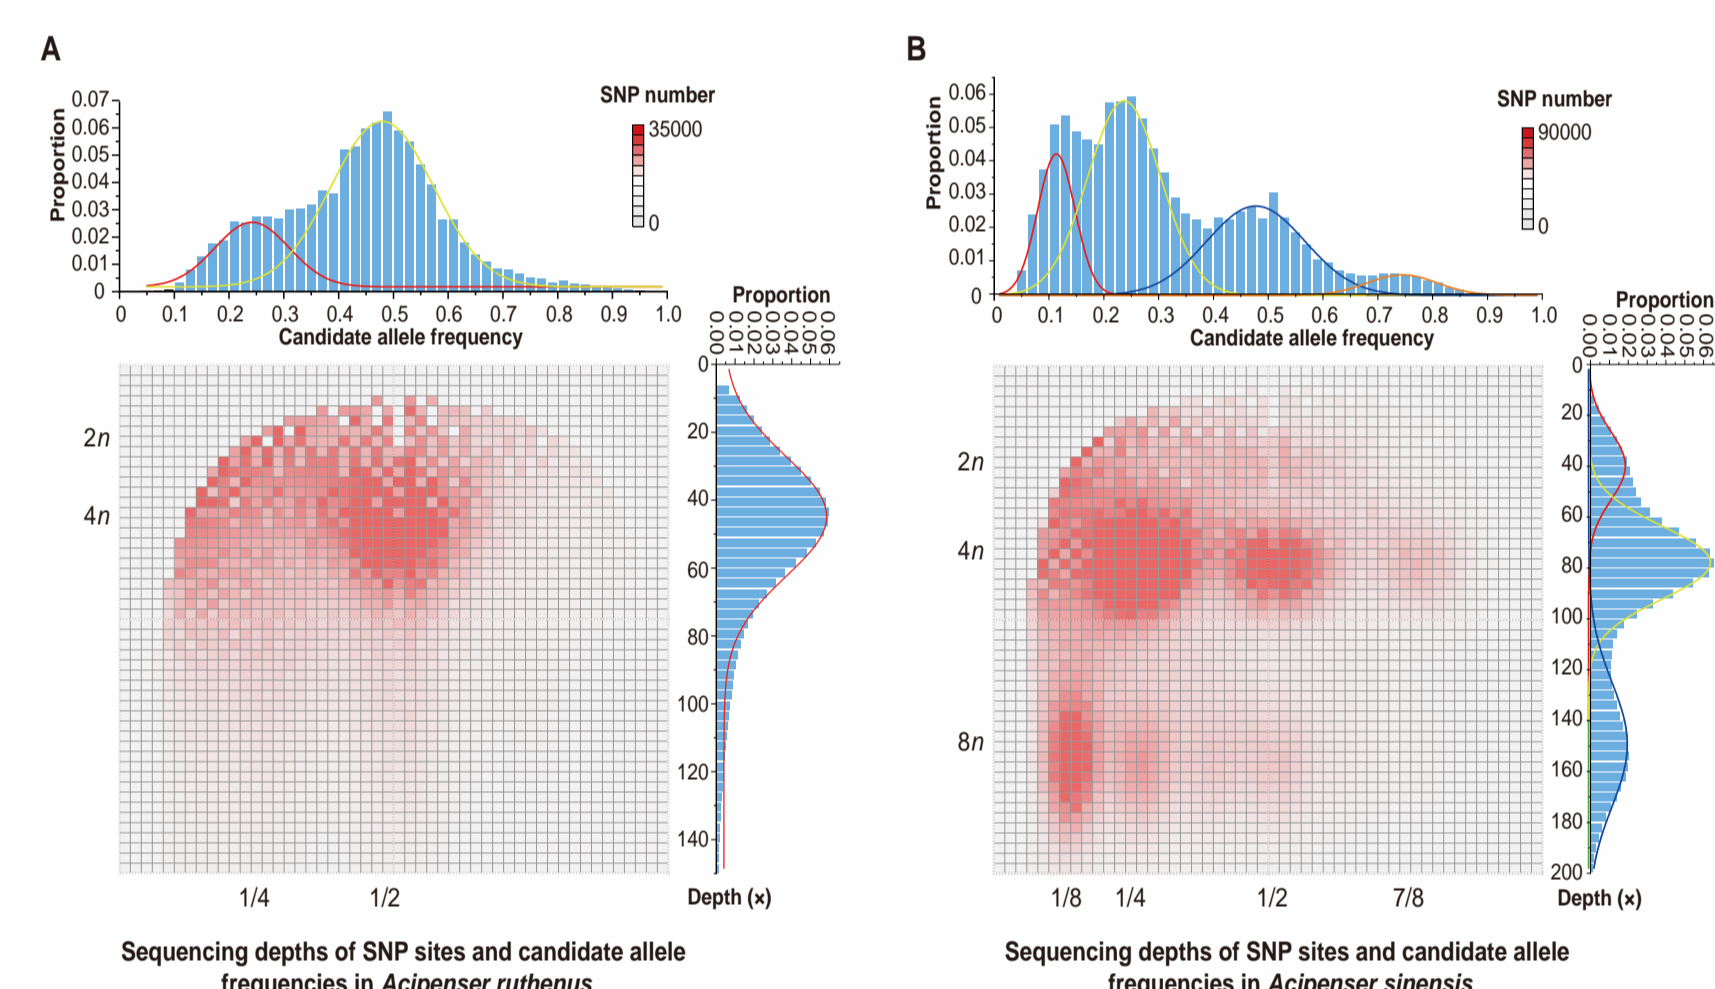 A
SNP number
35000
0
Proportion
0.07
0.06
0.05
0.04
0.03
0.02
0.01
0
0 0.1 0.2 0.3 0.4 0.5 0.6 0.7 0.8 0.9 1.0
Candidate allele frequency
Proportion
0.00 0.01 0.02 0.03 0.04 0.05 0.06
0
20
40
60
80
100
120
140
Depth (×)
2n
4n
1/4 1/2
Sequencing depths of SNP sites and candidate allele
frequencies in Acipenser ruthenus
B
SNP number
90000
0
Proportion
0.06
0.05
0.04
0.03
0.02
0.01
0
0 0.1 0.2 0.3 0.4 0.5 0.6 0.7 0.8 0.9 1.0
Candidate allele frequency
Proportion
0.00 0.01 0.02 0.03 0.04 0.05 0.06
0
20
40
60
80
100
120
140
160
180
200
Depth (×)
2n
4n
8n
1/8 1/4 1/2 7/8
Sequencing depths of SNP sites and candidate allele
frequencies in Acipenser sinensis